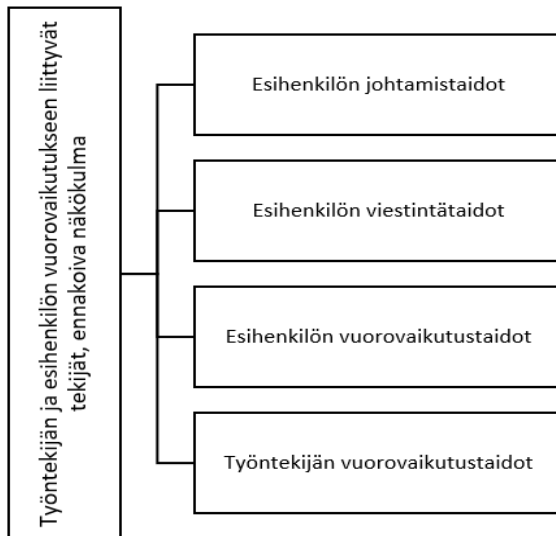 Työntekijän ja esihenkilön vuorovaikutukseen liittyvät
tekijät, ennakoiva näkökulma
Esihenkilön johtamistaidot
Esihenkilön viestintätaidot
Esihenkilön vuorovaikutustaidot
Työntekijän vuorovaikutustaidot